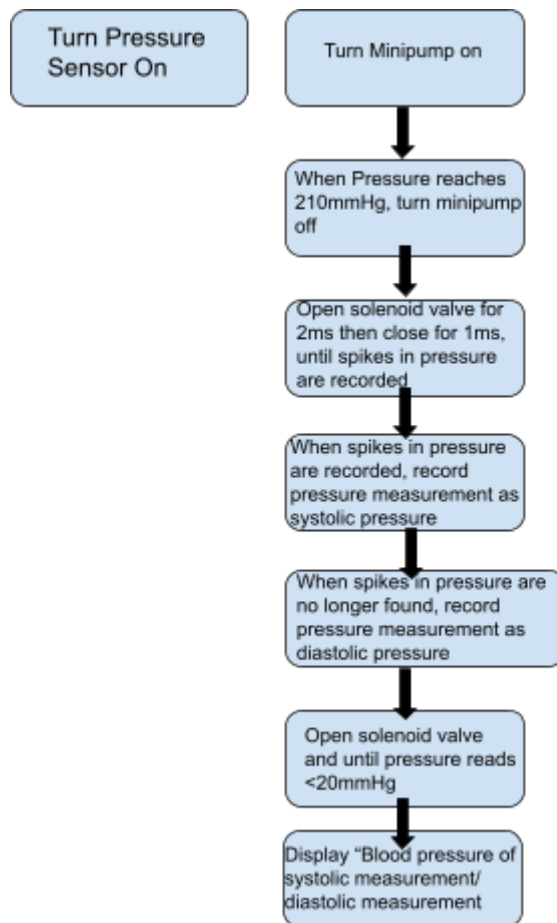 Turn Pressure
Sensor On
Turn Minipump on
When Pressure reaches
210mmHg, turn minipump
off
Open solenoid valve for
2ms then close for 1ms,
until spikes in pressure
are recorded
When spikes in pressure
are recorded, record
pressure measurement as
systolic pressure
When spikes in pressure are
no longer found, record
pressure measurement as
diastolic pressure
Open solenoid valve
and until pressure reads
<20mmHg
Display “Blood pressure of
systolic measurement/
diastolic measurement